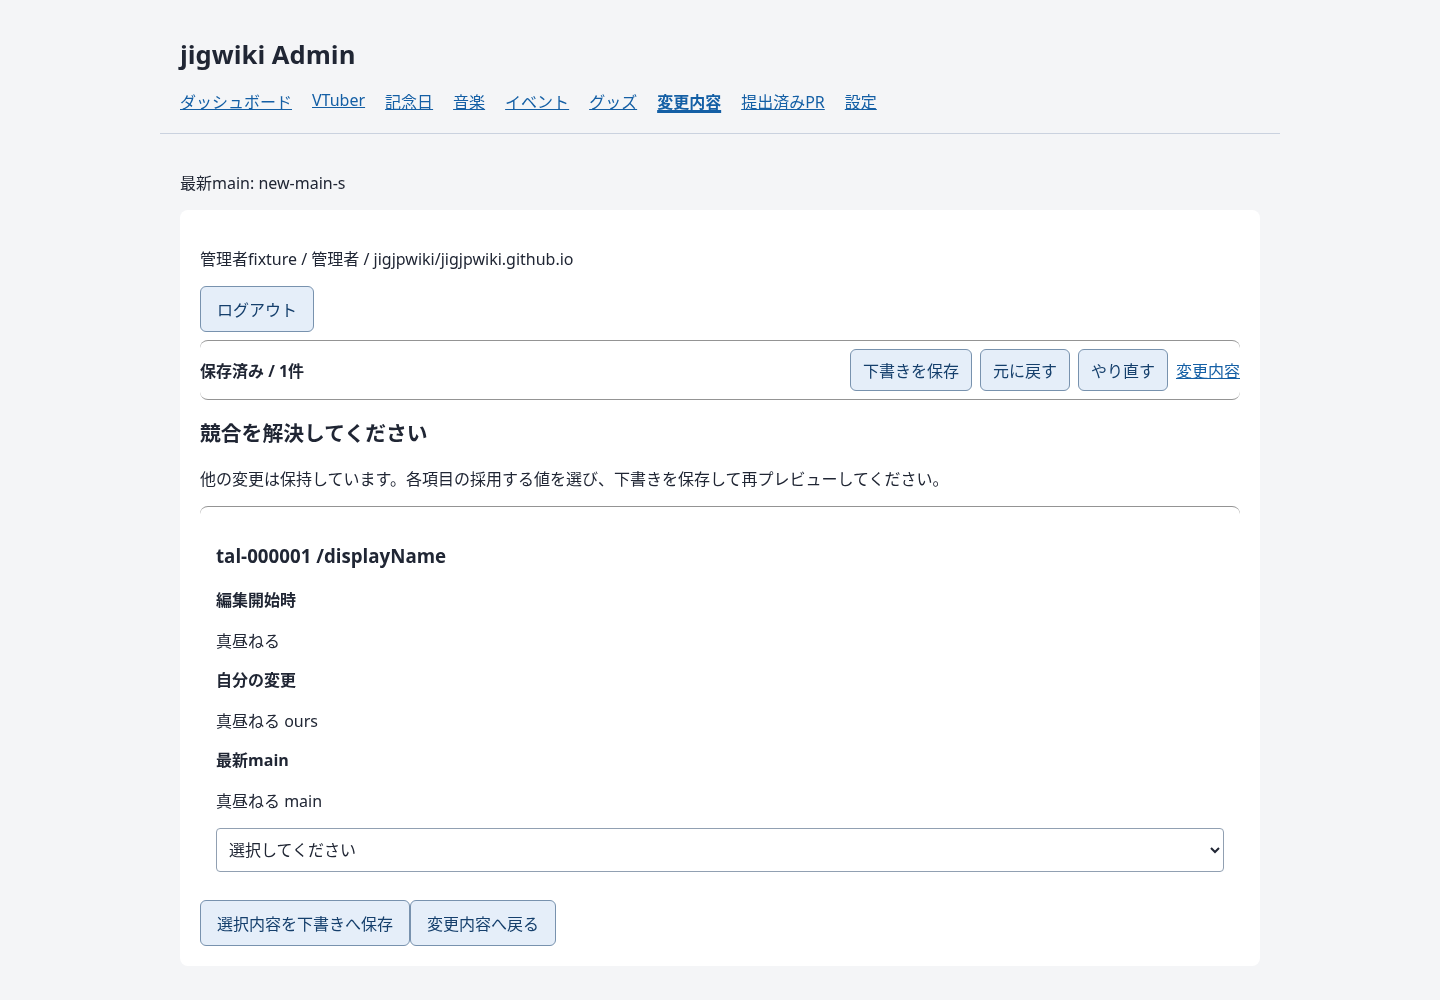 jigwiki Admin
ダッシュボード VTuber 記念日 音楽 イベント グッズ 変更内容 提出済みPR 設定
最新main: new-main-s
管理者fixture / 管理者 / jigjpwiki/jigjpwiki.github.io
ログアウト
保存済み / 1件 下書きを保存 元に戻す やり直す 変更内容
競合を解決してください
他の変更は保持しています。各項目の採用する値を選び、下書きを保存して再プレビューしてください。
tal-000001 /displayName
編集開始時
真昼ねる
自分の変更
真昼ねる ours
最新main
真昼ねる main
選択してください
選択内容を下書きへ保存 変更内容へ戻る